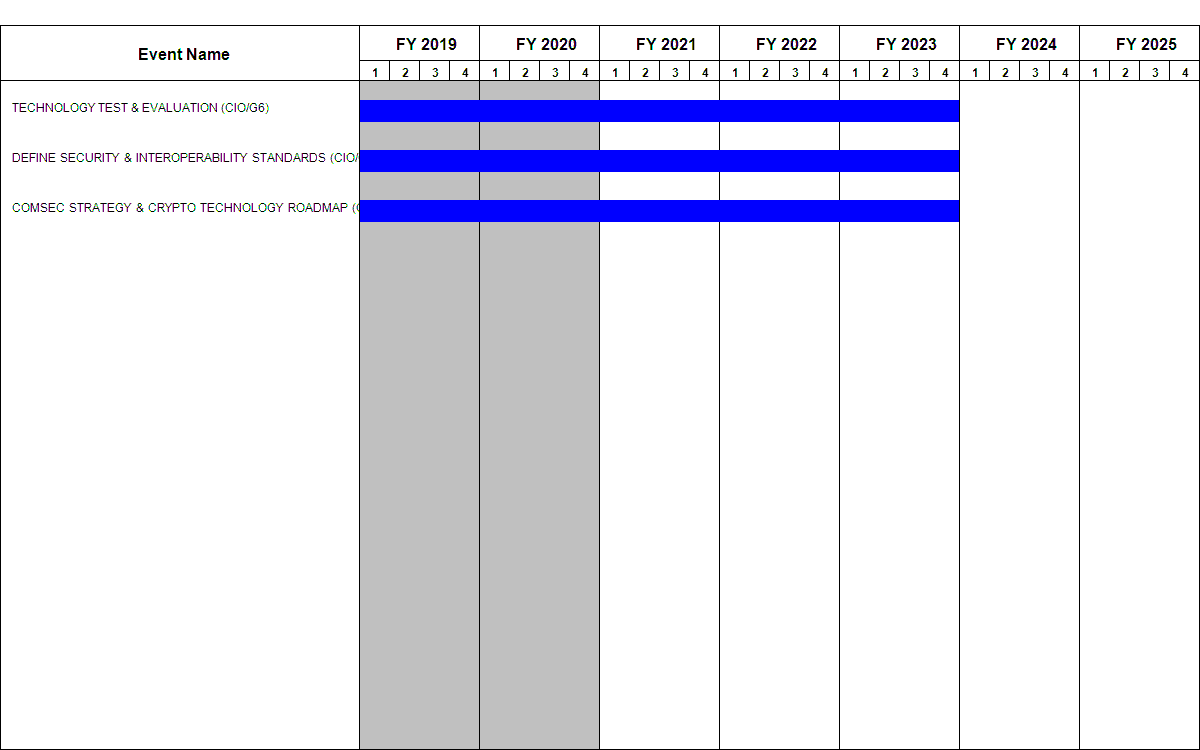 Event Name
FY 2019 FY 2020 FY 2021 FY 2022 FY 2023 FY 2024 FY 2025
1 2 3 4 1 2 3 4 1 2 3 4 1 2 3 4 1 2 3 4 1 2 3 4 1 2 3 4
TECHNOLOGY TEST & EVALUATION (CIO/G6)
DEFINE SECURITY & INTEROPERABILITY STANDARDS (CIO/
COMSEC STRATEGY & CRYPTO TECHNOLOGY ROADMAP (